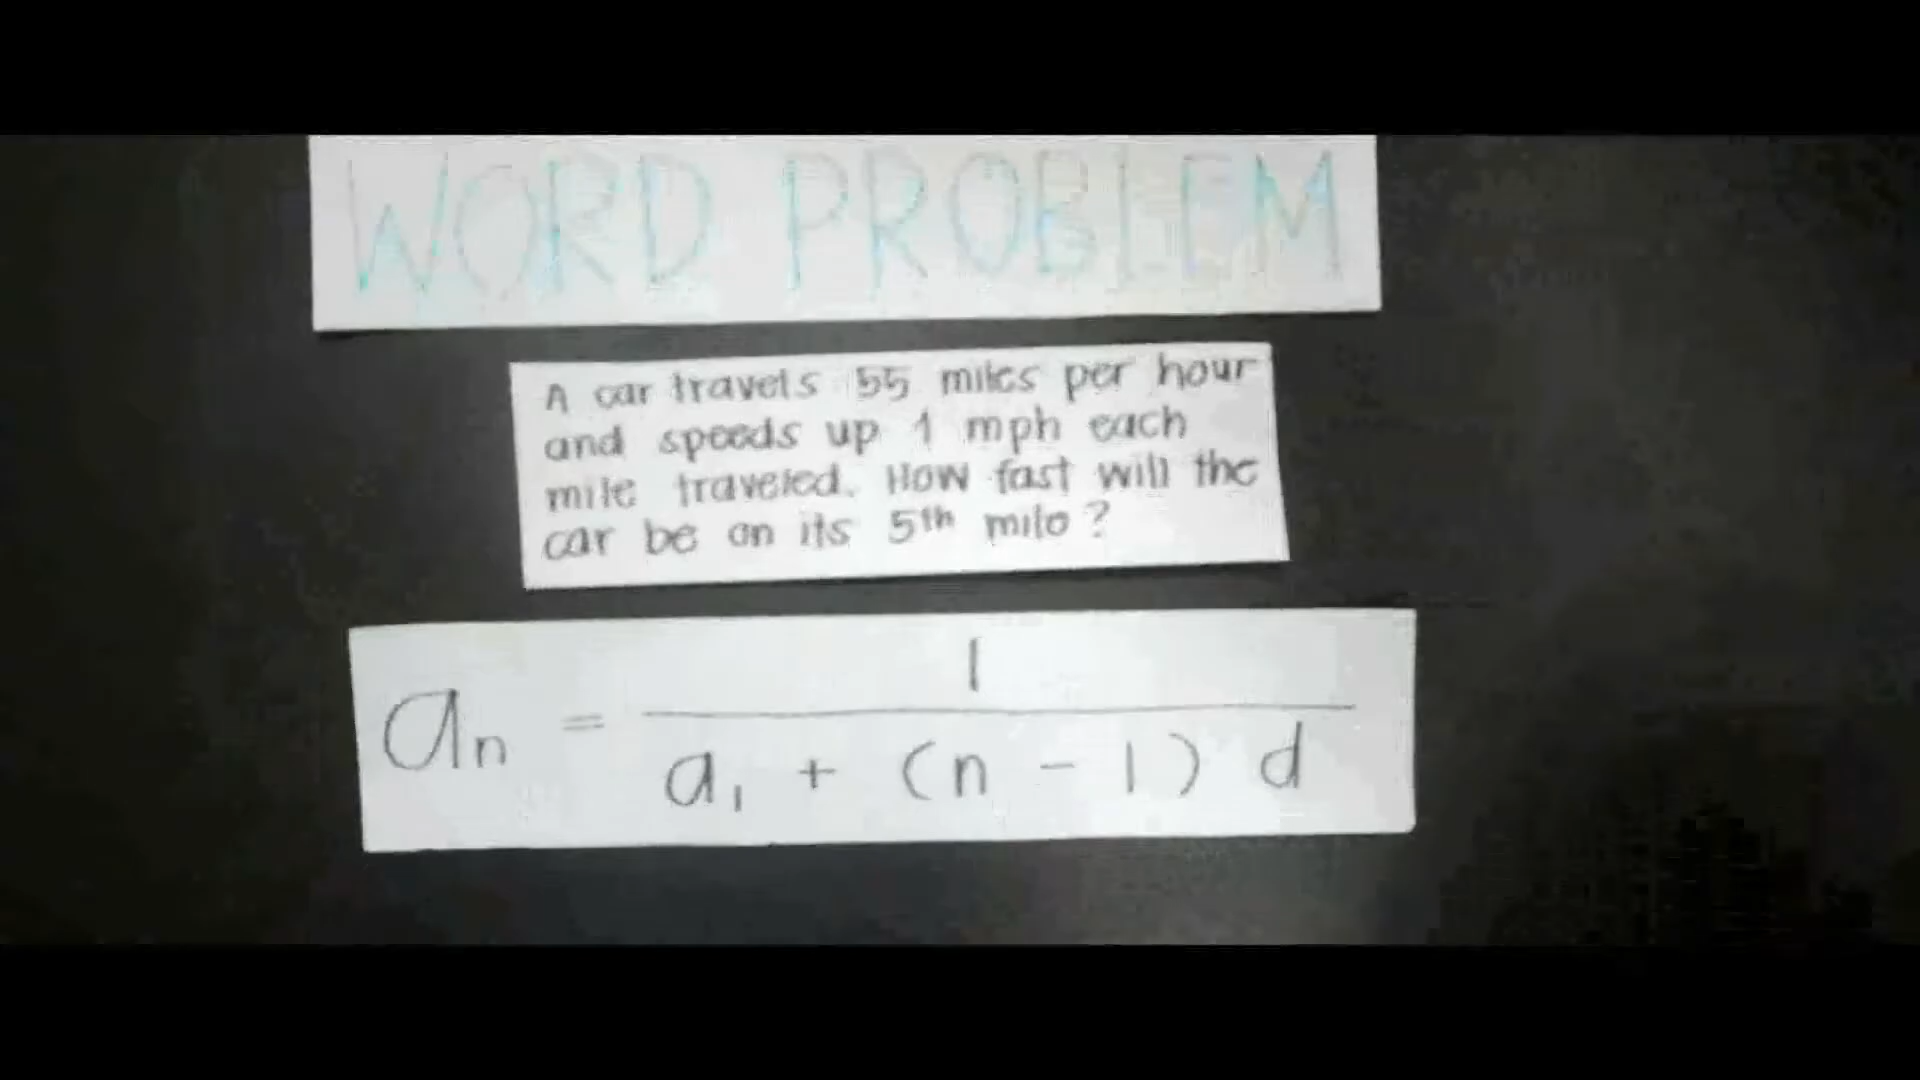 WORD PROBLEM
A car travels 55 miles per hour
and speeds up 1 mph each
mile traveled. How fast will the
car be on its 5th mile?
aₙ = 1 / (a₁ + (n - 1) d)